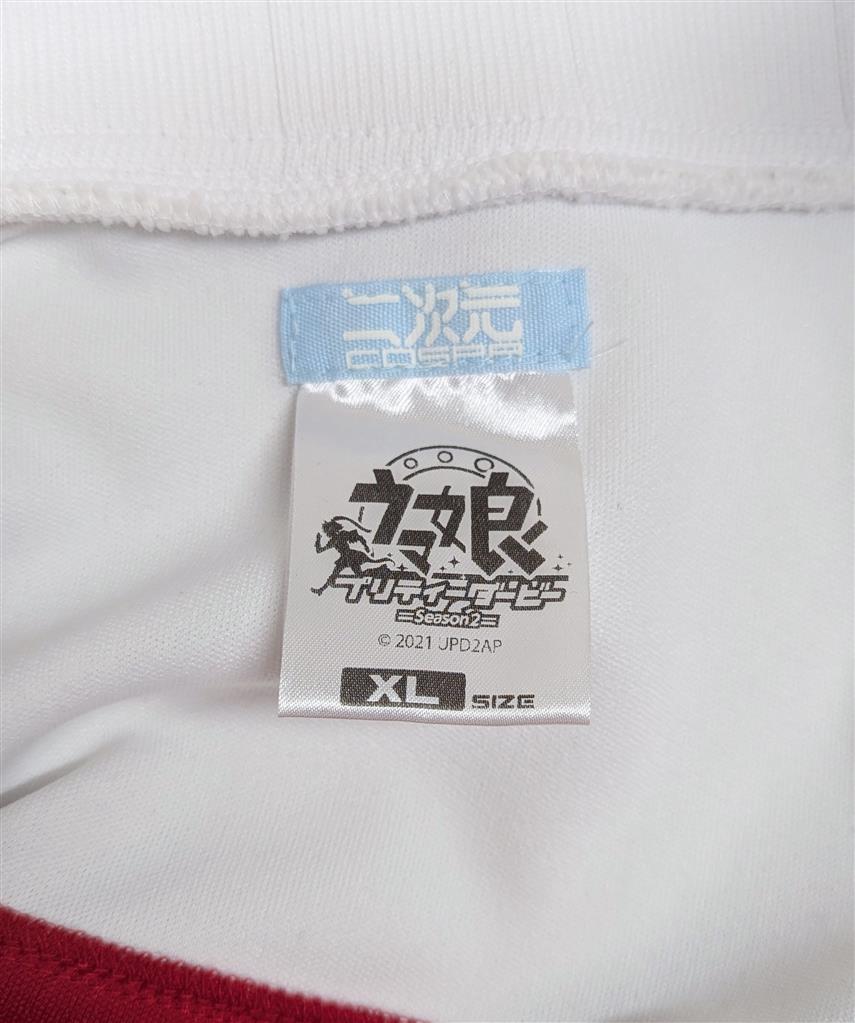 二次元
COSPA
ウマ娘
プリティーダービー
=Season2=
© 2021 UPD2AP
XL SIZE